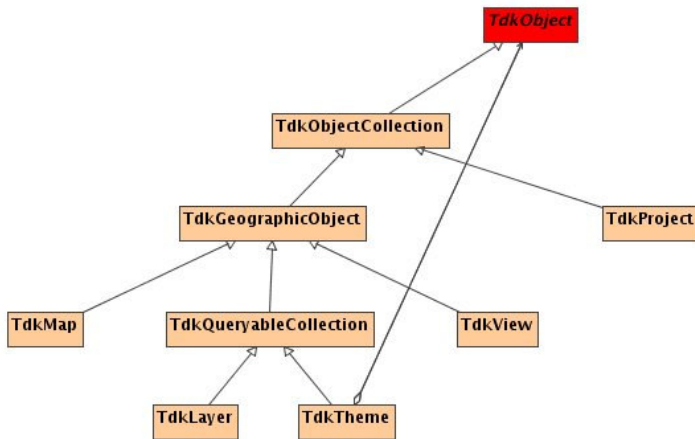 TdkObject
TdkObjectCollection
TdkGeographicObject
TdkProject
TdkMap
TdkQueryableCollection
TdkView
TdkLayer
TdkTheme